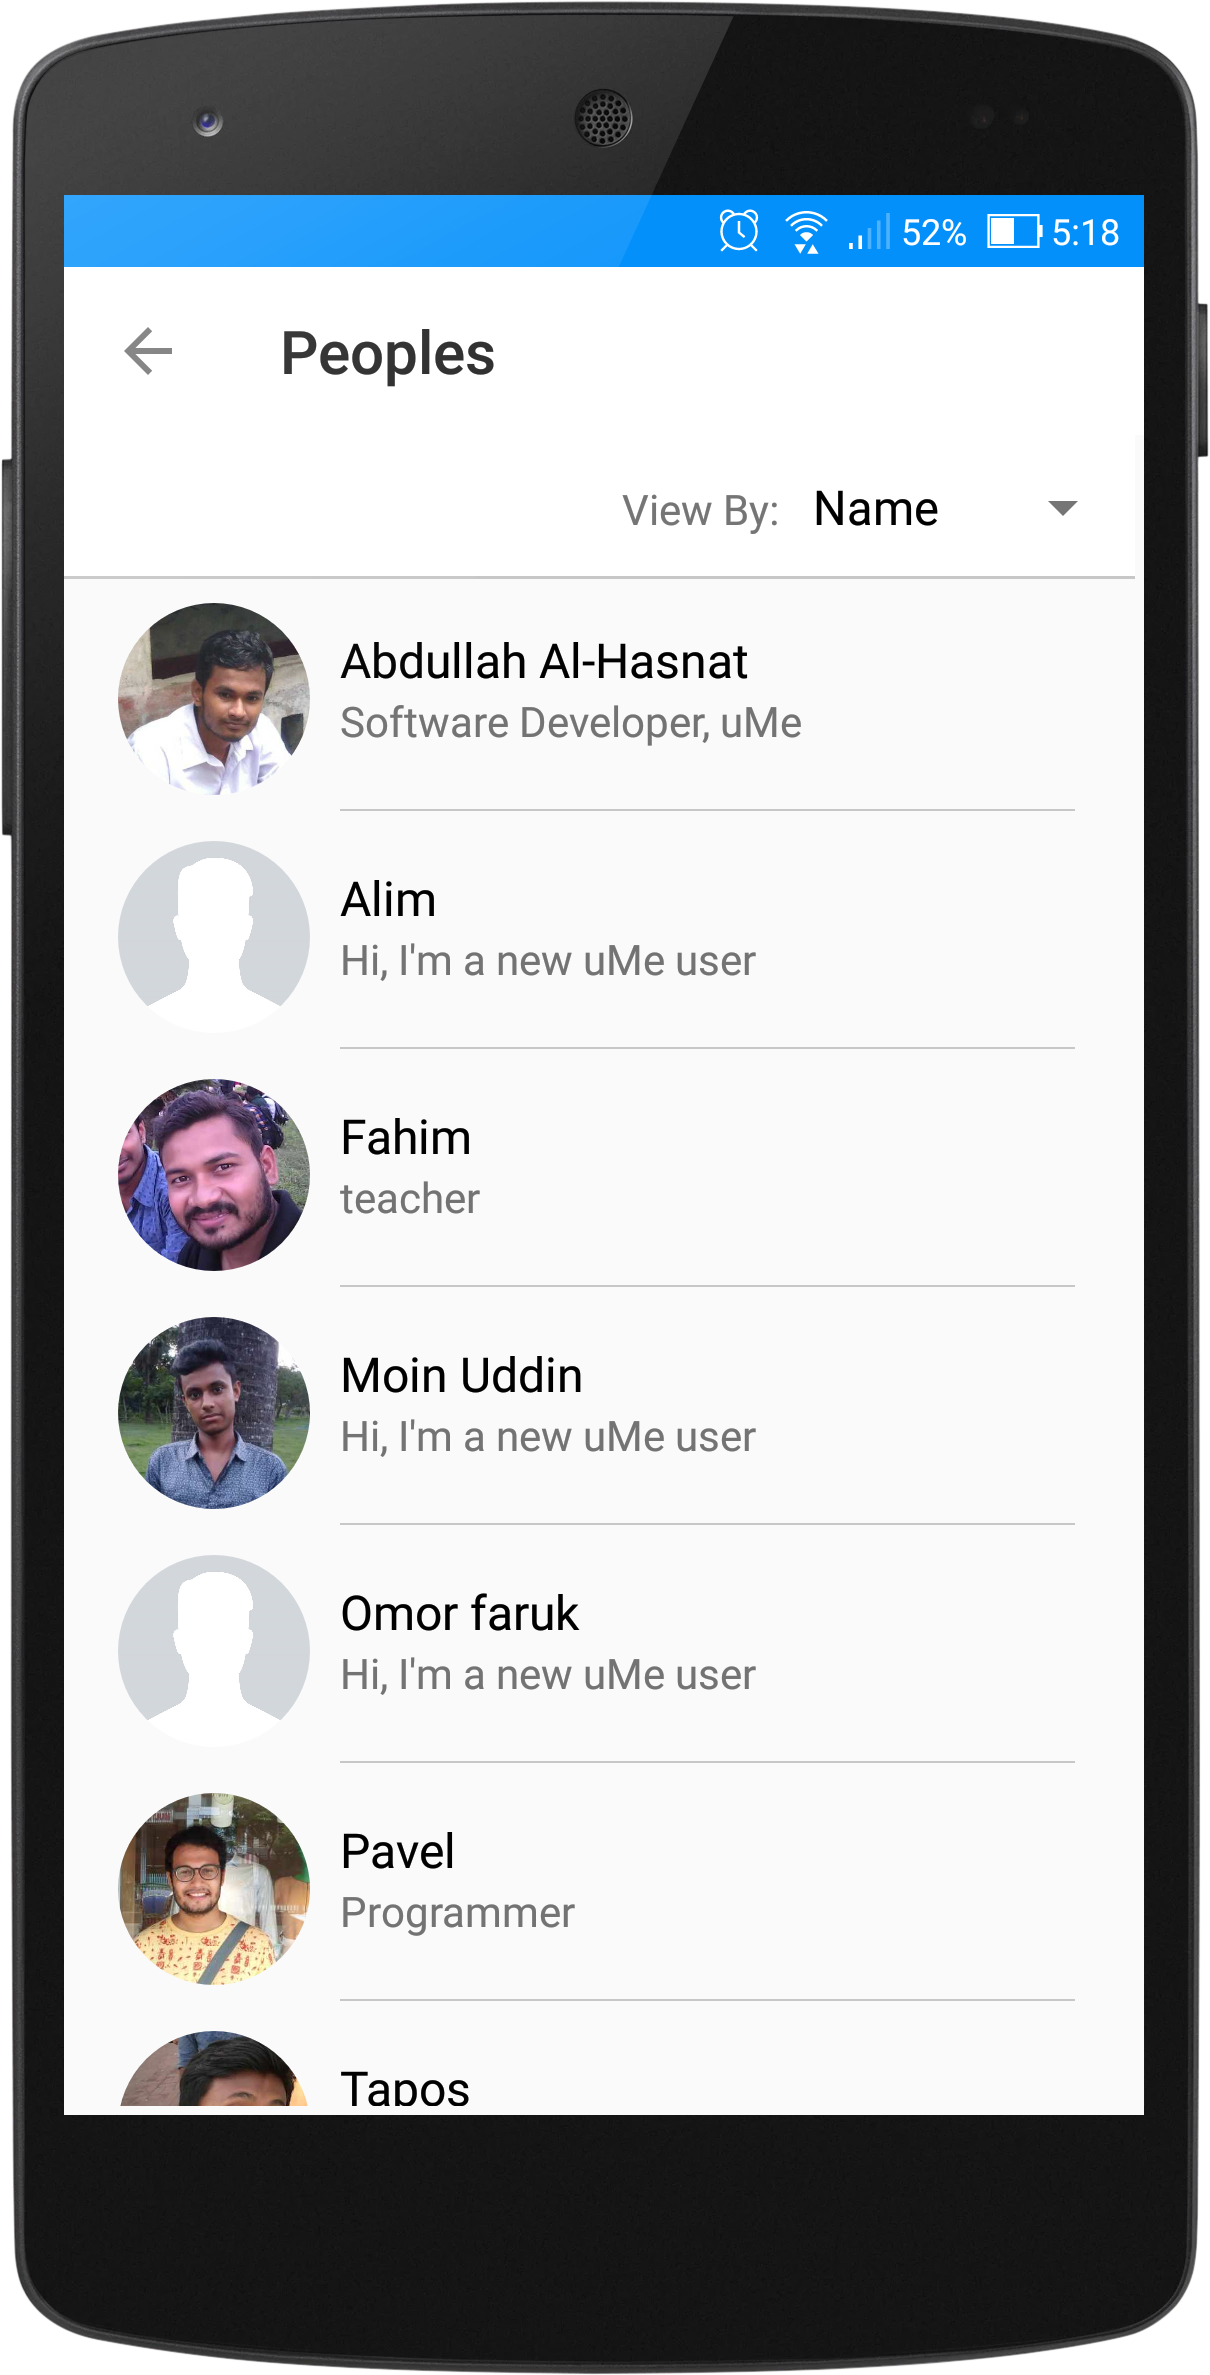 52% 5:18
Peoples
View By: Name
Abdullah Al-Hasnat
Software Developer, uMe
Alim
Hi, I'm a new uMe user
Fahim
teacher
Moin Uddin
Hi, I'm a new uMe user
Omor faruk
Hi, I'm a new uMe user
Pavel
Programmer
Tapos